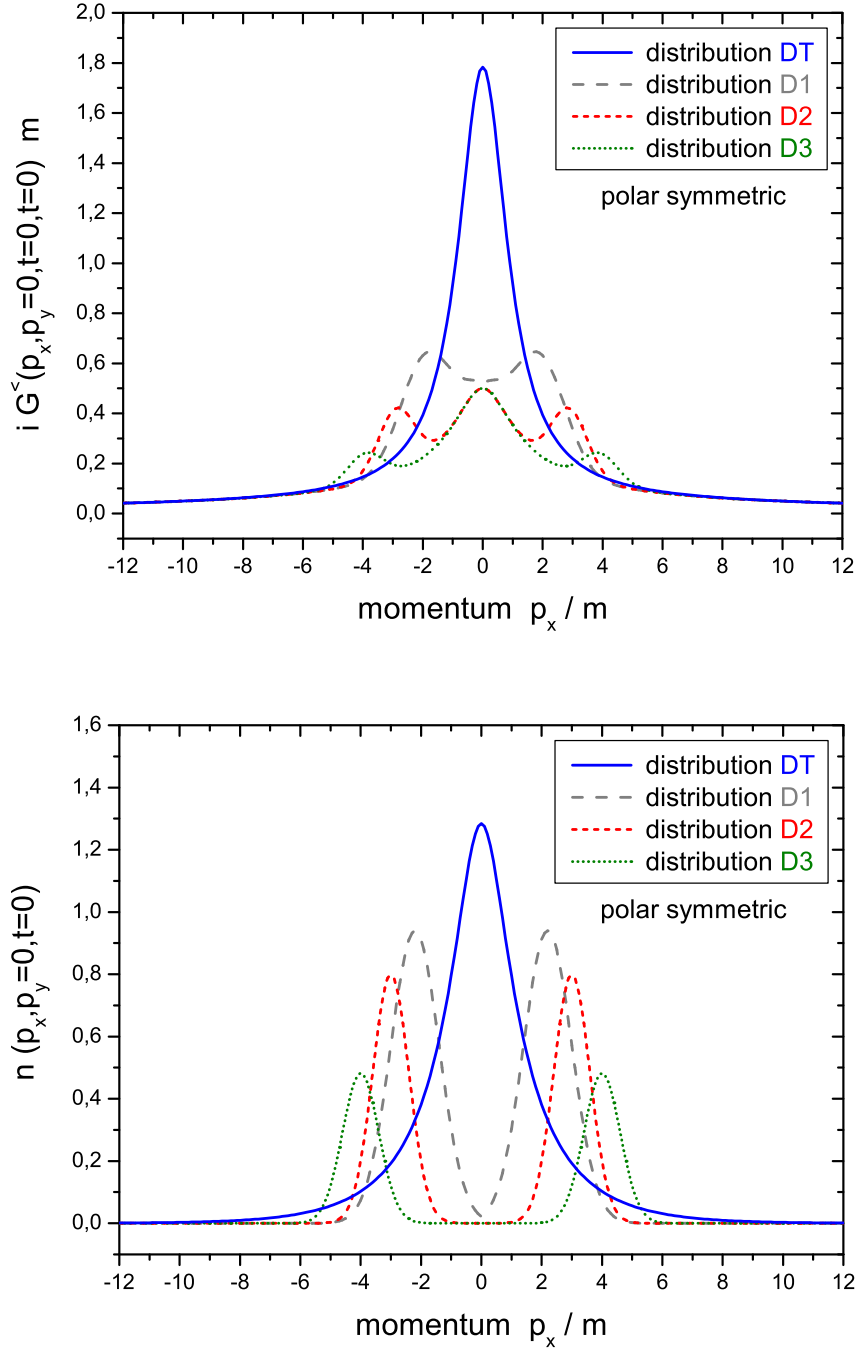 2,0
1,8
1,6
1,4
1,2
1,0
0,8
0,6
0,4
0,2
0,0
i G<(px,py=0,t=0,t=0) m
distribution DT
distribution D1
distribution D2
distribution D3
polar symmetric
-12 -10 -8 -6 -4 -2 0 2 4 6 8 10 12
momentum px / m
1,6
1,4
1,2
1,0
0,8
0,6
0,4
0,2
0,0
n (px,py=0,t=0)
distribution DT
distribution D1
distribution D2
distribution D3
polar symmetric
-12 -10 -8 -6 -4 -2 0 2 4 6 8 10 12
momentum px / m